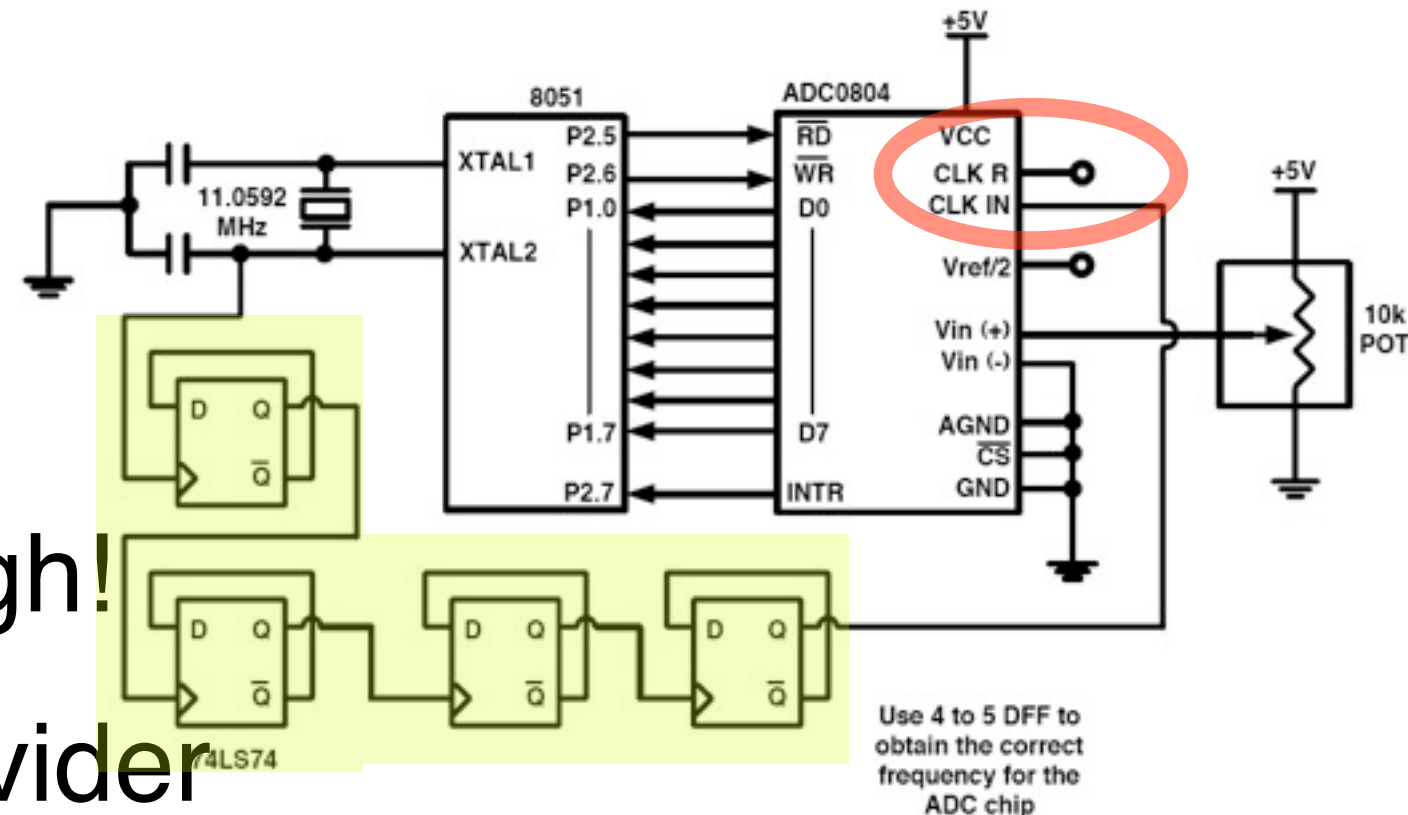 +5V
8051
ADC0804
XTAL1
XTAL2
11.0592
MHz
P2.5
P2.6
P1.0
P1.7
P2.7
RD
WR
D0
D7
INTR
VCC
CLK R
CLK IN
Vref/2
Vin (+)
Vin (-)
AGND
CS
GND
+5V
10k
POT
D Q
Q
D Q
Q
D Q
Q
D Q
Q
74LS74
gh!
vider
Use 4 to 5 DFF to
obtain the correct
frequency for the
ADC chip